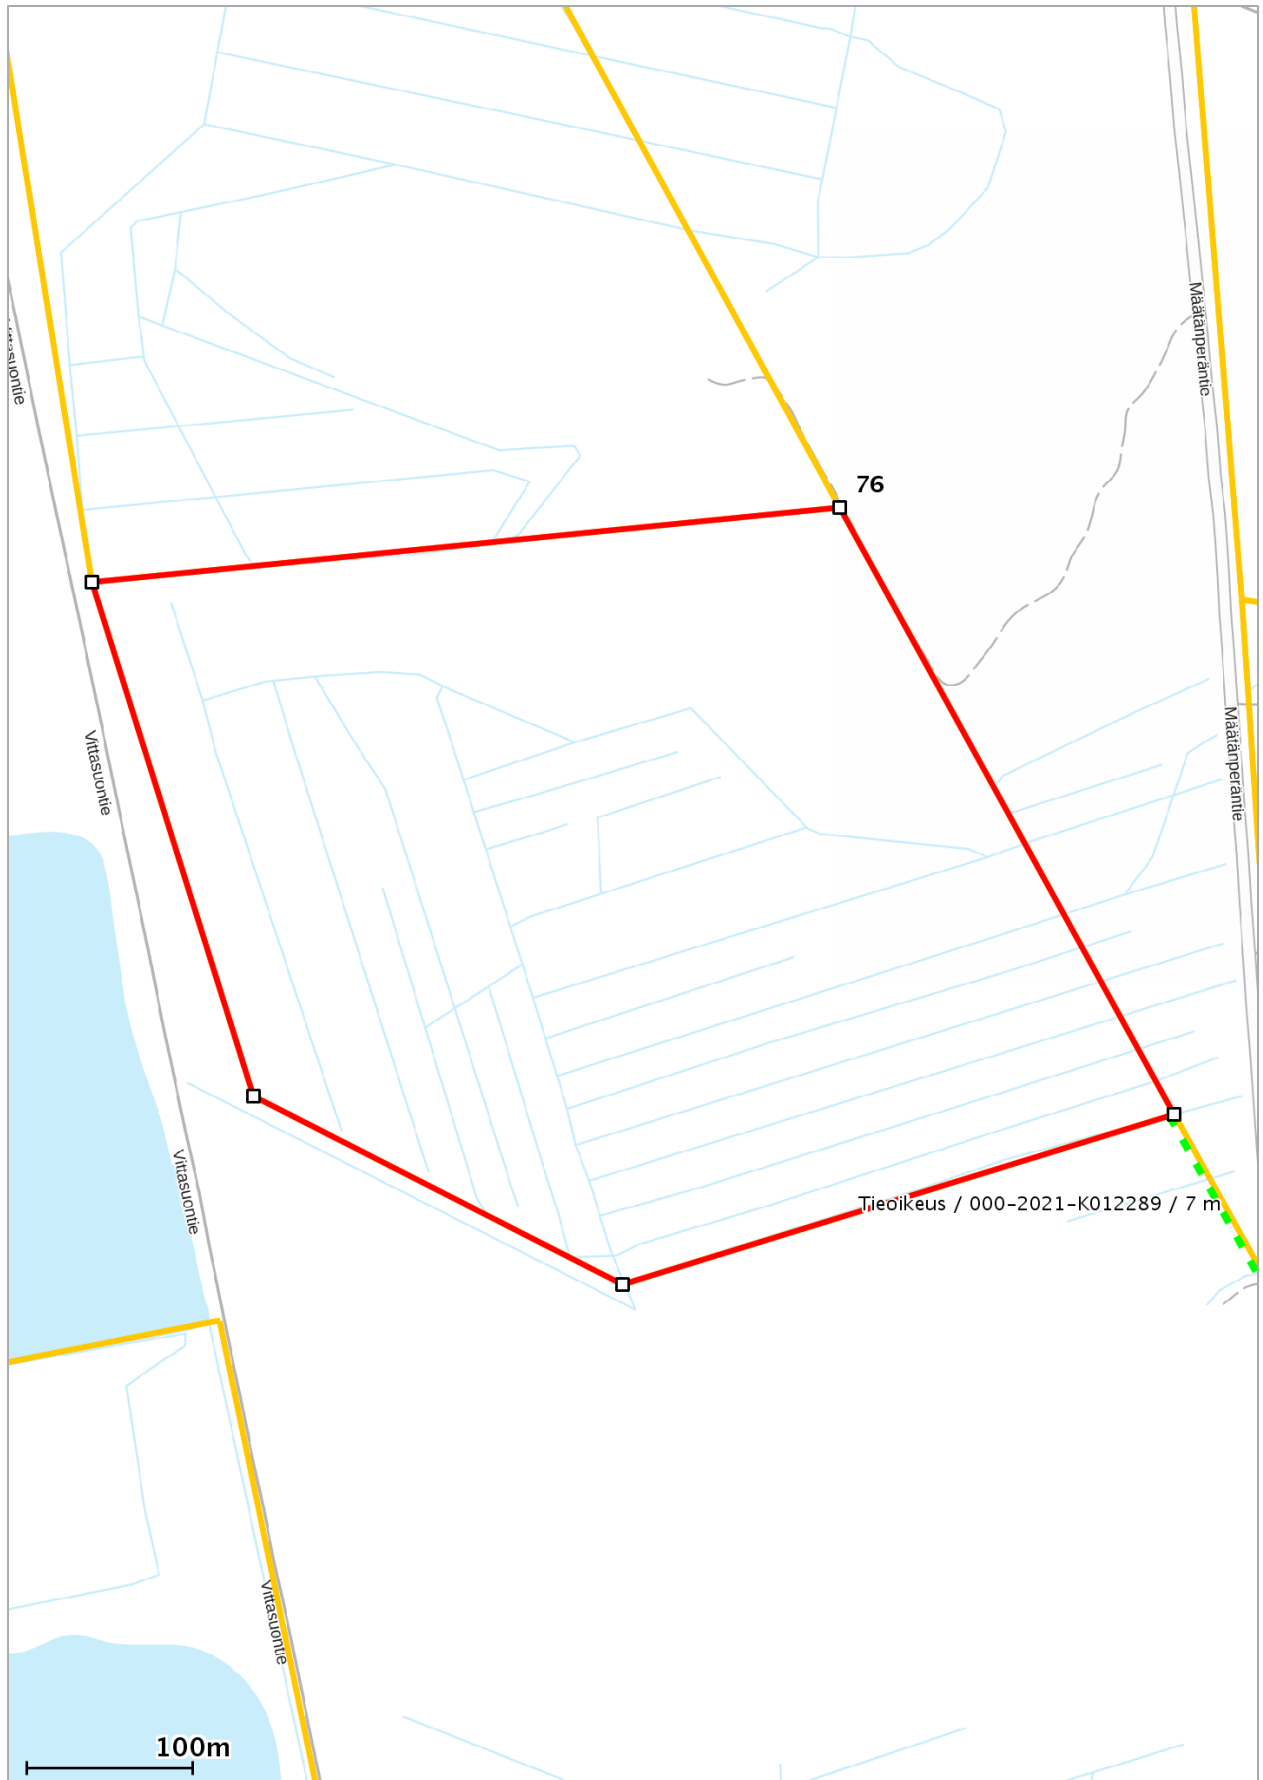 Määtänperäntie
76
Määtänperäntie
Vittasuontie
Vittasuontie
Tieoikeus / 000-2021-K012289 / 7 m
Vittasuontie
100m